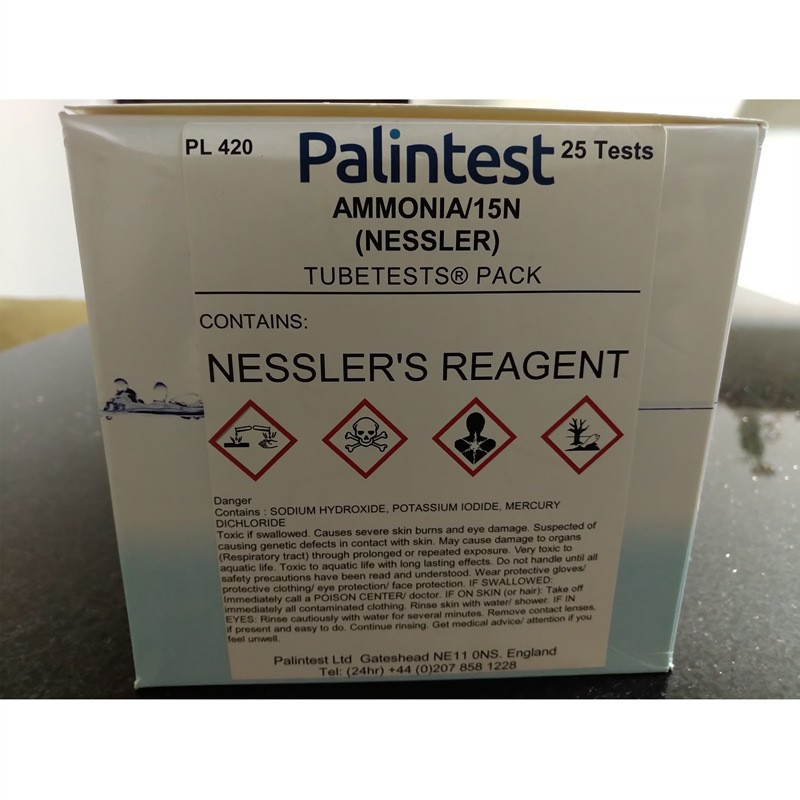 PL 420 Palintest 25 Tests
AMMONIA/15N
(NESSLER)
TUBETESTS® PACK
CONTAINS:
NESSLER'S REAGENT
Danger
Contains : SODIUM HYDROXIDE, POTASSIUM IODIDE, MERCURY
DICHLORIDE
Toxic if swallowed. Causes severe skin burns and eye damage. Suspected of
causing genetic defects in contact with skin. May cause damage to organs
(Respiratory tract) through prolonged or repeated exposure. Very toxic to
aquatic life. Toxic to aquatic life with long lasting effects. Do not handle until all
safety precautions have been read and understood. Wear protective gloves/
protective clothing/ eye protection/ face protection. IF SWALLOWED:
Immediately call a POISON CENTER/ doctor. IF ON SKIN (or hair): Take off
immediately all contaminated clothing. Rinse skin with water/ shower. IF IN
EYES: Rinse cautiously with water for several minutes. Remove contact lenses,
if present and easy to do. Continue rinsing. Get medical advice/ attention if you
feel unwell.
Palintest Ltd Gateshead NE11 0NS. England
Tel: (24hr) +44 (0)207 858 1228